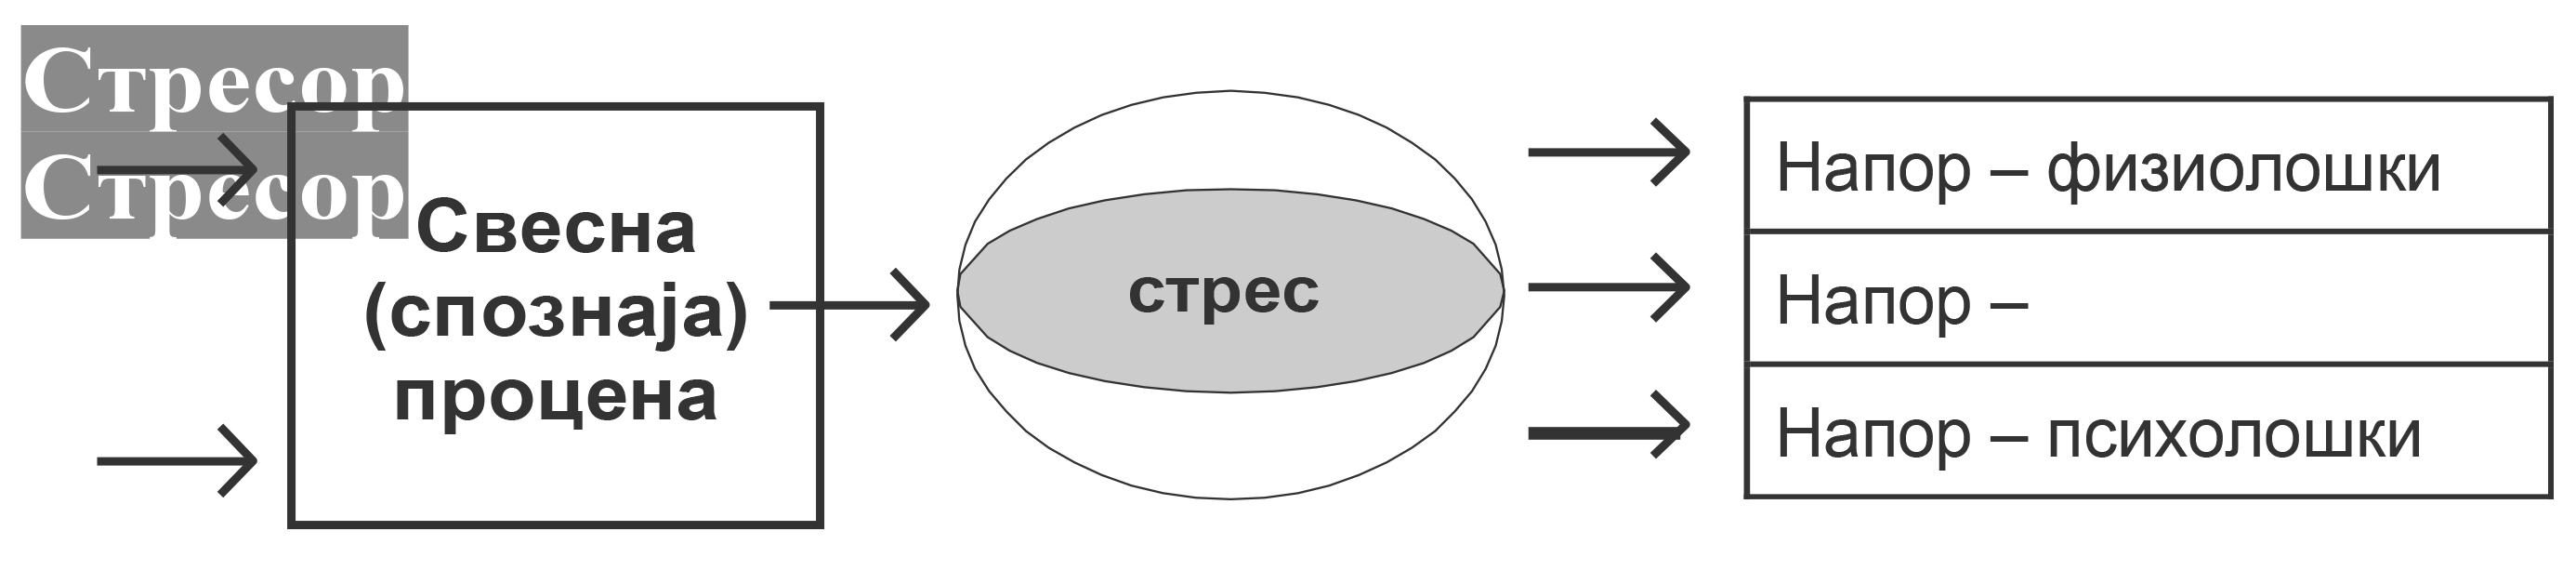 Стресор
Стресор
Свесна
(спознаја)
процена
стрес
Напор – физиолошки
Напор –
Напор – психолошки